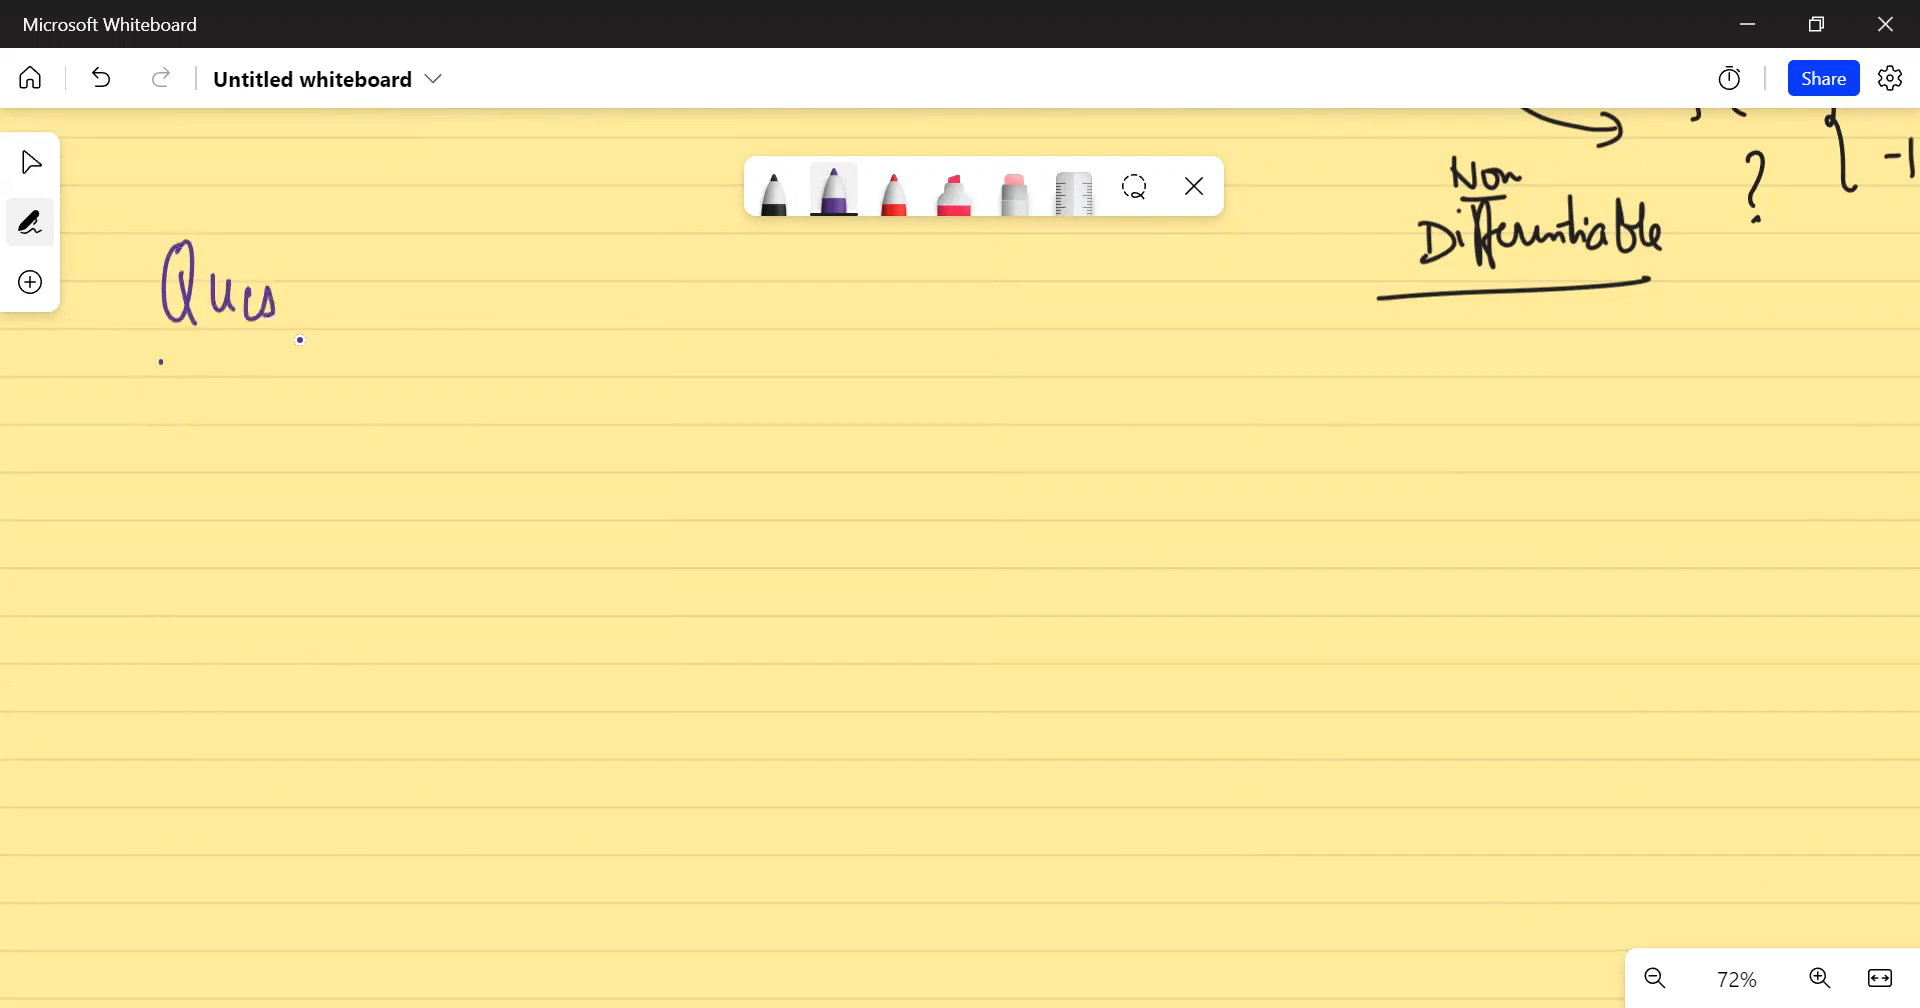 Microsoft Whiteboard
Untitled whiteboard
Share
Ques
Non
Differentiable
?
-1
72%